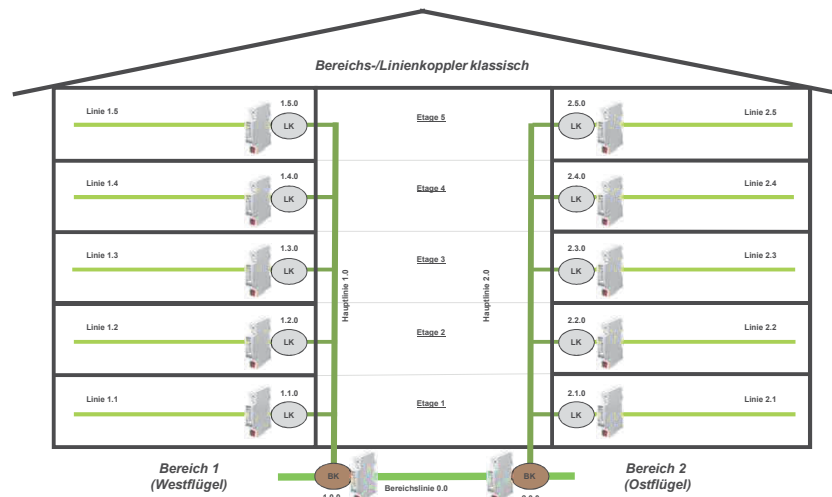 Bereichs-/Linienkoppler klassisch
Linie 1.5
1.5.0
LK
Etage 5
2.5.0
LK
Linie 2.5
Linie 1.4
1.4.0
LK
Etage 4
2.4.0
LK
Linie 2.4
Linie 1.3
1.3.0
LK
Etage 3
2.3.0
LK
Linie 2.3
Hauptlinie 1.0
Hauptlinie 2.0
Linie 1.2
1.2.0
LK
Etage 2
2.2.0
LK
Linie 2.2
Linie 1.1
1.1.0
LK
Etage 1
2.1.0
LK
Linie 2.1
Bereich 1
(Westflügel)
BK
Bereichslinie 0.0
BK
Bereich 2
(Ostflügel)